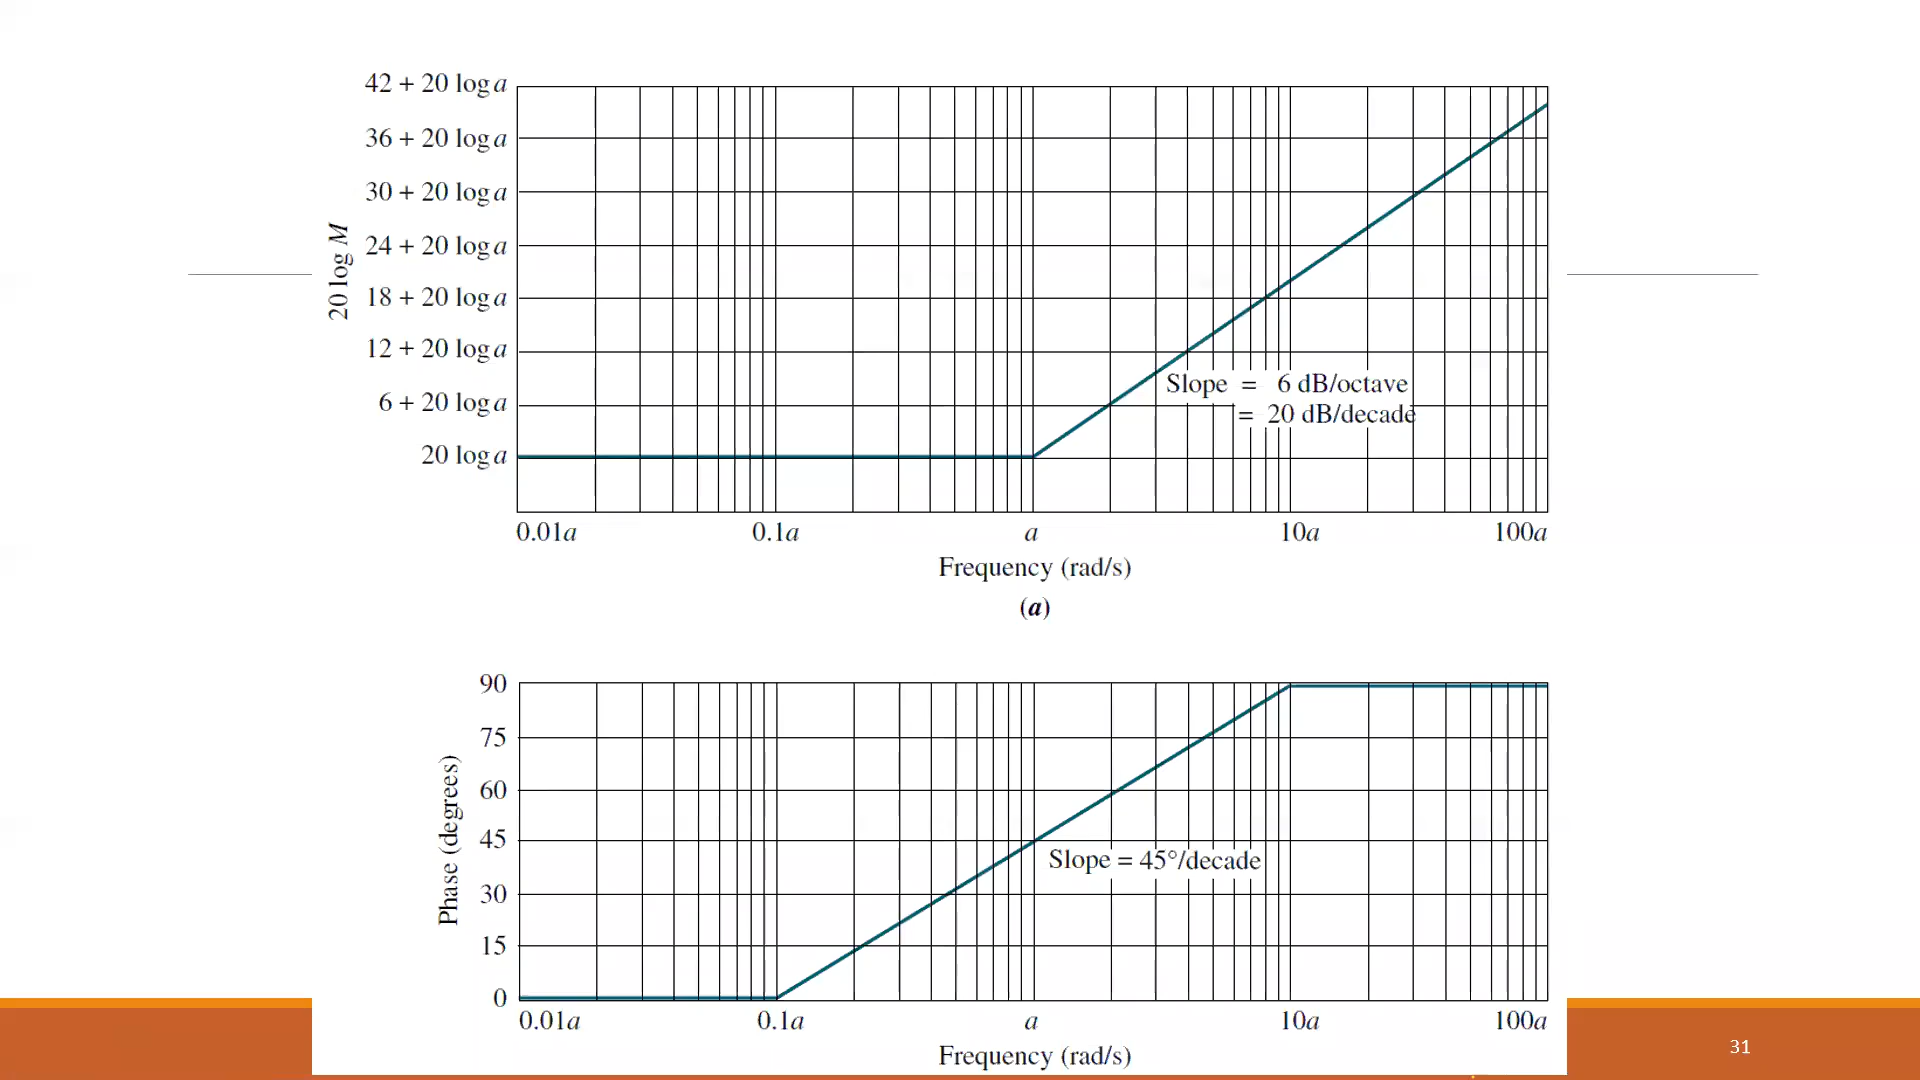 42 + 20 log a
36 + 20 log a
30 + 20 log a
24 + 20 log a
18 + 20 log a
12 + 20 log a
6 + 20 log a
20 log a
20 log M
Slope = 6 dB/octave
= 20 dB/decade
0.01a 0.1a a 10a 100a
Frequency (rad/s)
(a)
90
75
60
45
30
15
0
Phase (degrees)
Slope = 45°/decade
0.01a 0.1a a 10a 100a
Frequency (rad/s)
31